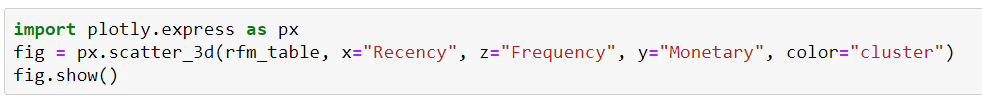 import plotly.express as px
fig = px.scatter_3d(rfm_table, x="Recency", z="Frequency", y="Monetary", color="cluster")
fig.show()